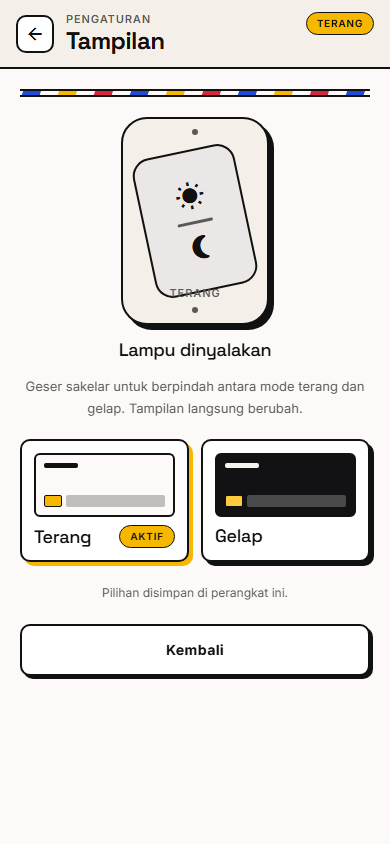 PENGATURAN
Tampilan
TERANG
TERANG
Lampu dinyalakan
Geser sakelar untuk berpindah antara mode terang dan
gelap. Tampilan langsung berubah.
Terang
AKTIF
Gelap
Pilihan disimpan di perangkat ini.
Kembali